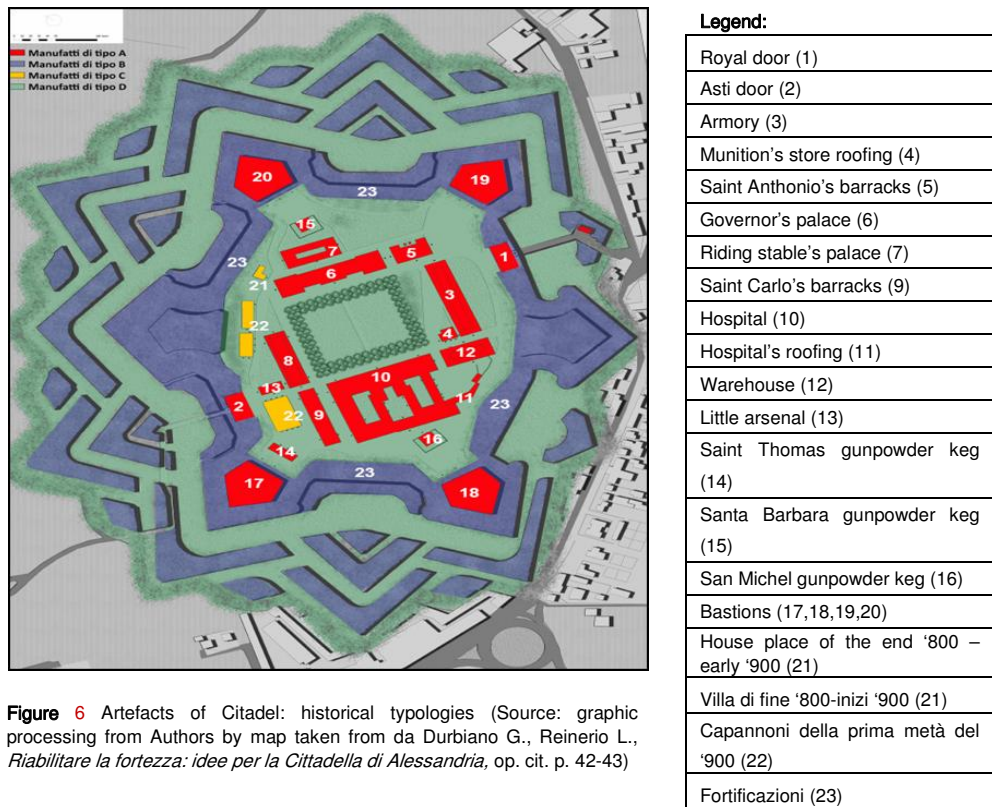 Manufatti di tipo A
Manufatti di tipo B
Manufatti di tipo C
Manufatti di tipo D
20
19
23
15
7
5
1
23
6
21
3
22
4
8
12
10
13
11
2
22
9
23
16
14
23
17
18
Figure 6 Artefacts of Citadel: historical typologies (Source: graphic
processing from Authors by map taken from da Durbiano G., Reinerio L.,
Riabilitare la fortezza: idee per la Cittadella di Alessandria, op. cit. p. 42-43)
Legend:
Royal door (1)
Asti door (2)
Armory (3)
Munition's store roofing (4)
Saint Anthonio's barracks (5)
Governor's palace (6)
Riding stable's palace (7)
Saint Carlo's barracks (9)
Hospital (10)
Hospital's roofing (11)
Warehouse (12)
Little arsenal (13)
Saint Thomas gunpowder keg
(14)
Santa Barbara gunpowder keg
(15)
San Michel gunpowder keg (16)
Bastions (17,18,19,20)
House place of the end '800 –
early '900 (21)
Villa di fine '800-inizi '900 (21)
Capannoni della prima metà del
'900 (22)
Fortificazioni (23)